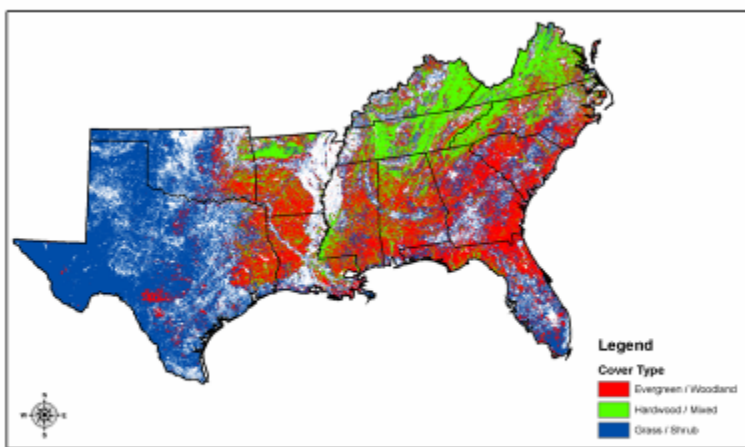 Legend
Cover Type
Evergreen / Woodland
Hardwood / Mixed
Grass / Shrub
N
W E
S